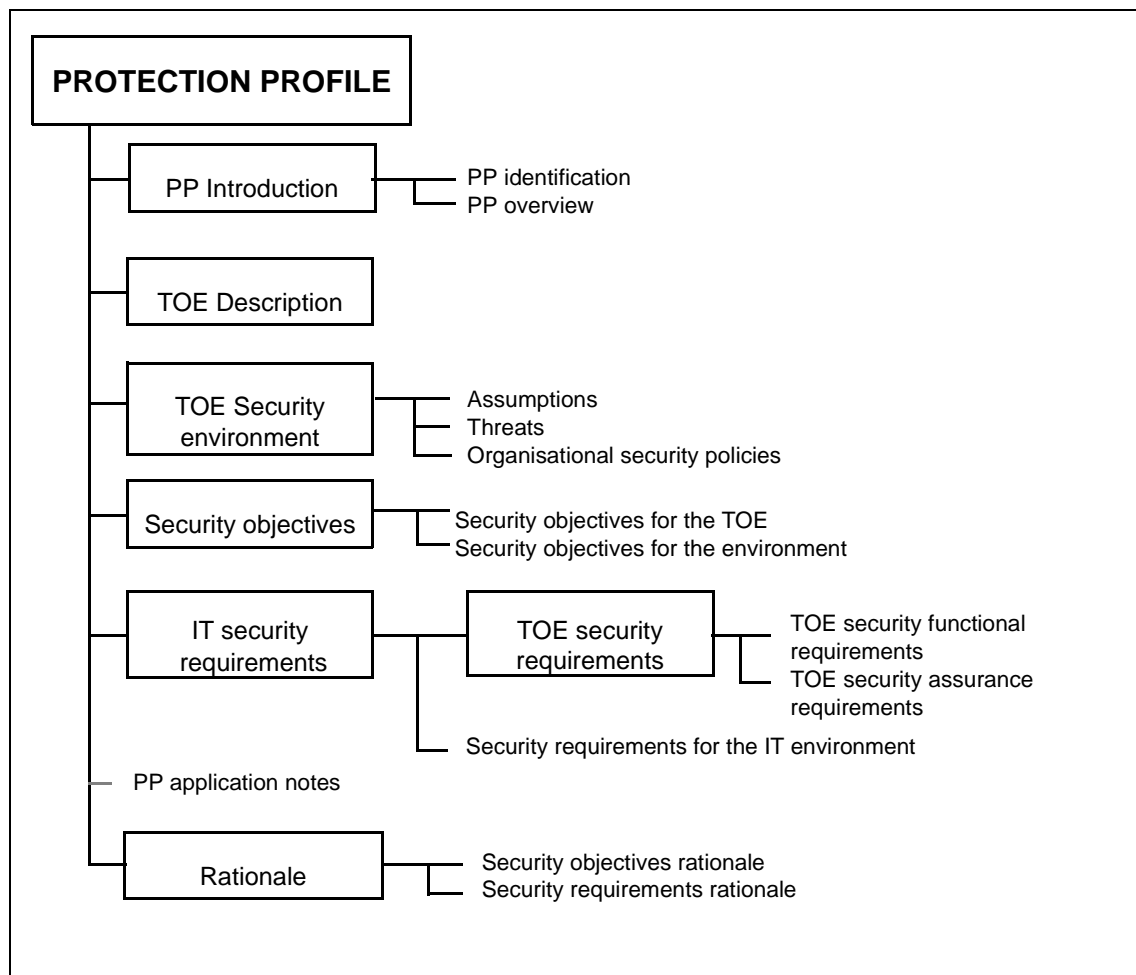 PROTECTION PROFILE
PP Introduction
PP identification
PP overview
TOE Description
TOE Security
environment
Assumptions
Threats
Organisational security policies
Security objectives
Security objectives for the TOE
Security objectives for the environment
IT security
requirements
TOE security
requirements
TOE security functional
requirements
TOE security assurance
requirements
Security requirements for the IT environment
PP application notes
Rationale
Security objectives rationale
Security requirements rationale